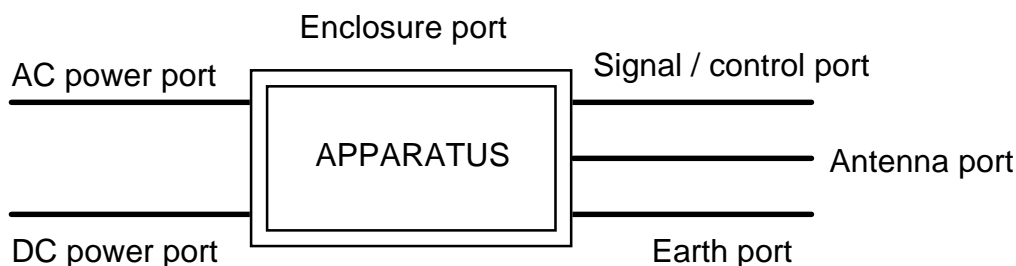 Enclosure port
AC power port
Signal / control port
APPARATUS
Antenna port
DC power port
Earth port